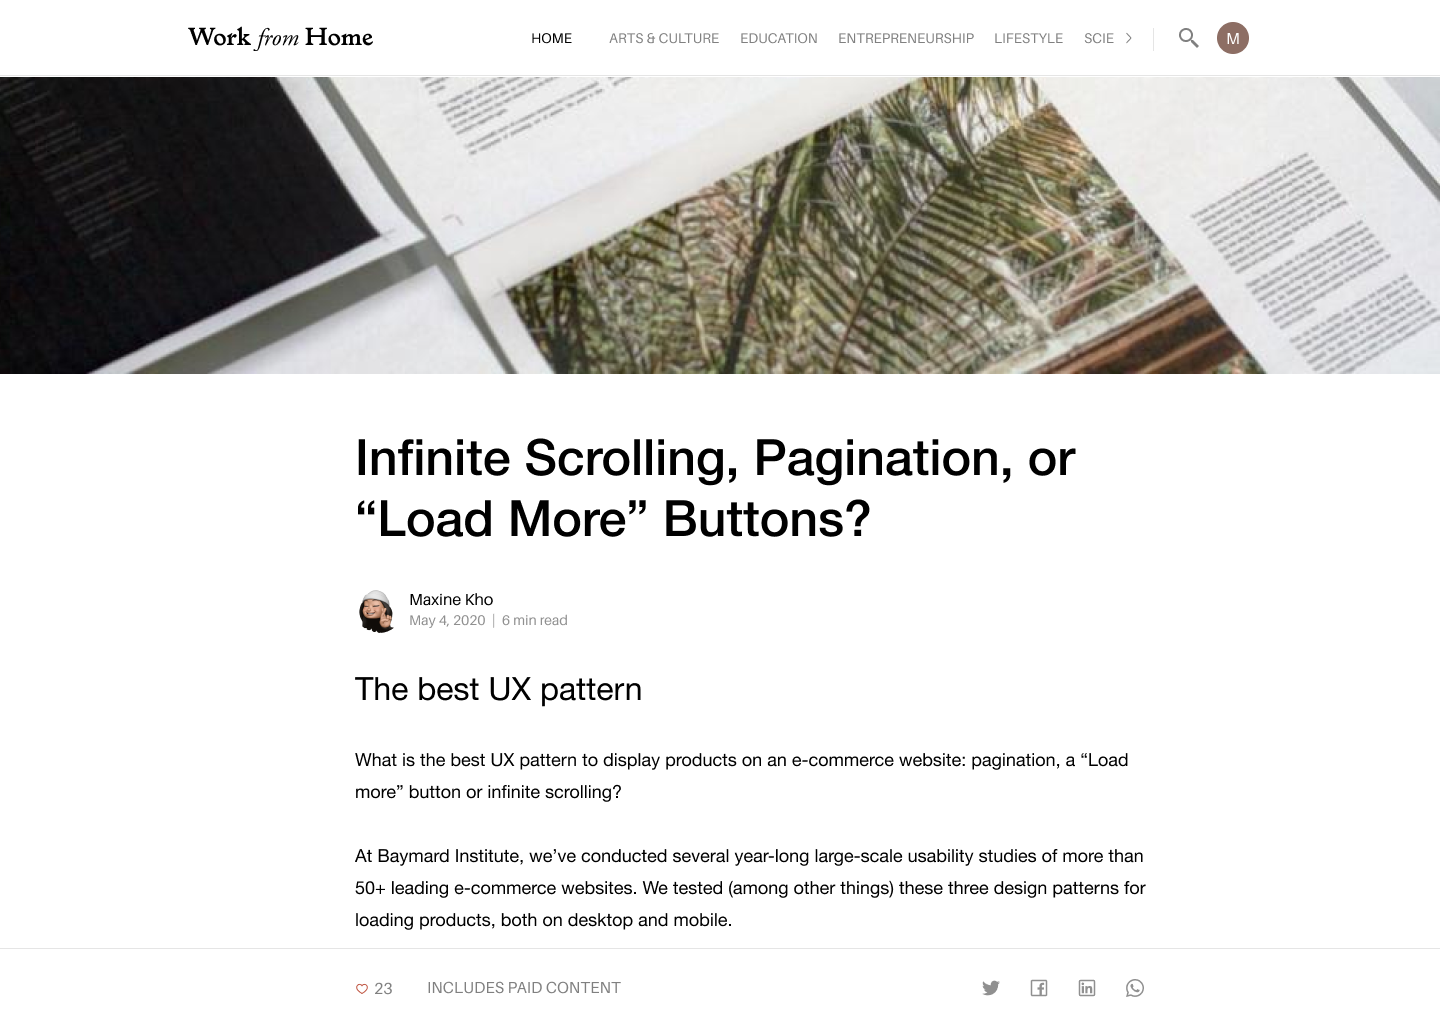 Work from Home
HOME
ARTS & CULTURE
EDUCATION
ENTREPRENEURSHIP
LIFESTYLE
SCIE
M
Infinite Scrolling, Pagination, or
“Load More” Buttons?
Maxine Kho
May 4, 2020 | 6 min read
The best UX pattern
What is the best UX pattern to display products on an e-commerce website: pagination, a “Load
more” button or infinite scrolling?
At Baymard Institute, we’ve conducted several year-long large-scale usability studies of more than
50+ leading e-commerce websites. We tested (among other things) these three design patterns for
loading products, both on desktop and mobile.
23
INCLUDES PAID CONTENT